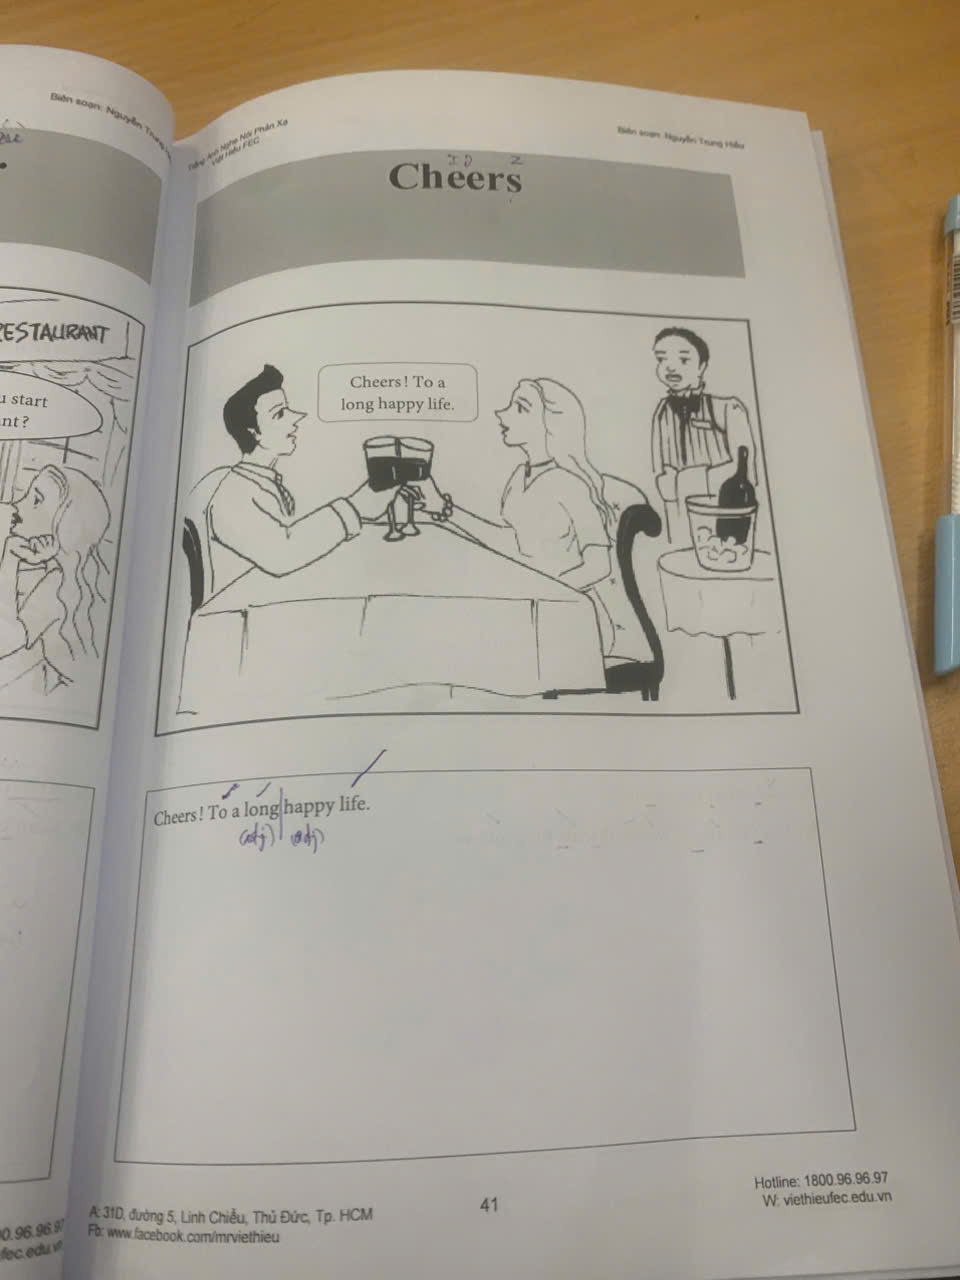 Biên soạn: Nguyễn Trung
ESTAURANT
u start
nt?
0.96.96.97
fec.edu.vn
Tiếng Anh Nghe Nói Phản Xạ
Việt Hiếu FEC
Biên soạn: Nguyễn Trung Hiếu
Cheers
Cheers! To a
long happy life.
Cheers! To a long happy life.
(adj) (adj)
A: 31D, đường 5, Linh Chiểu, Thủ Đức, Tp. HCM
Fb: www.facebook.com/mrviethieu
41
Hotline: 1800.96.96.97
W: viethieufec.edu.vn